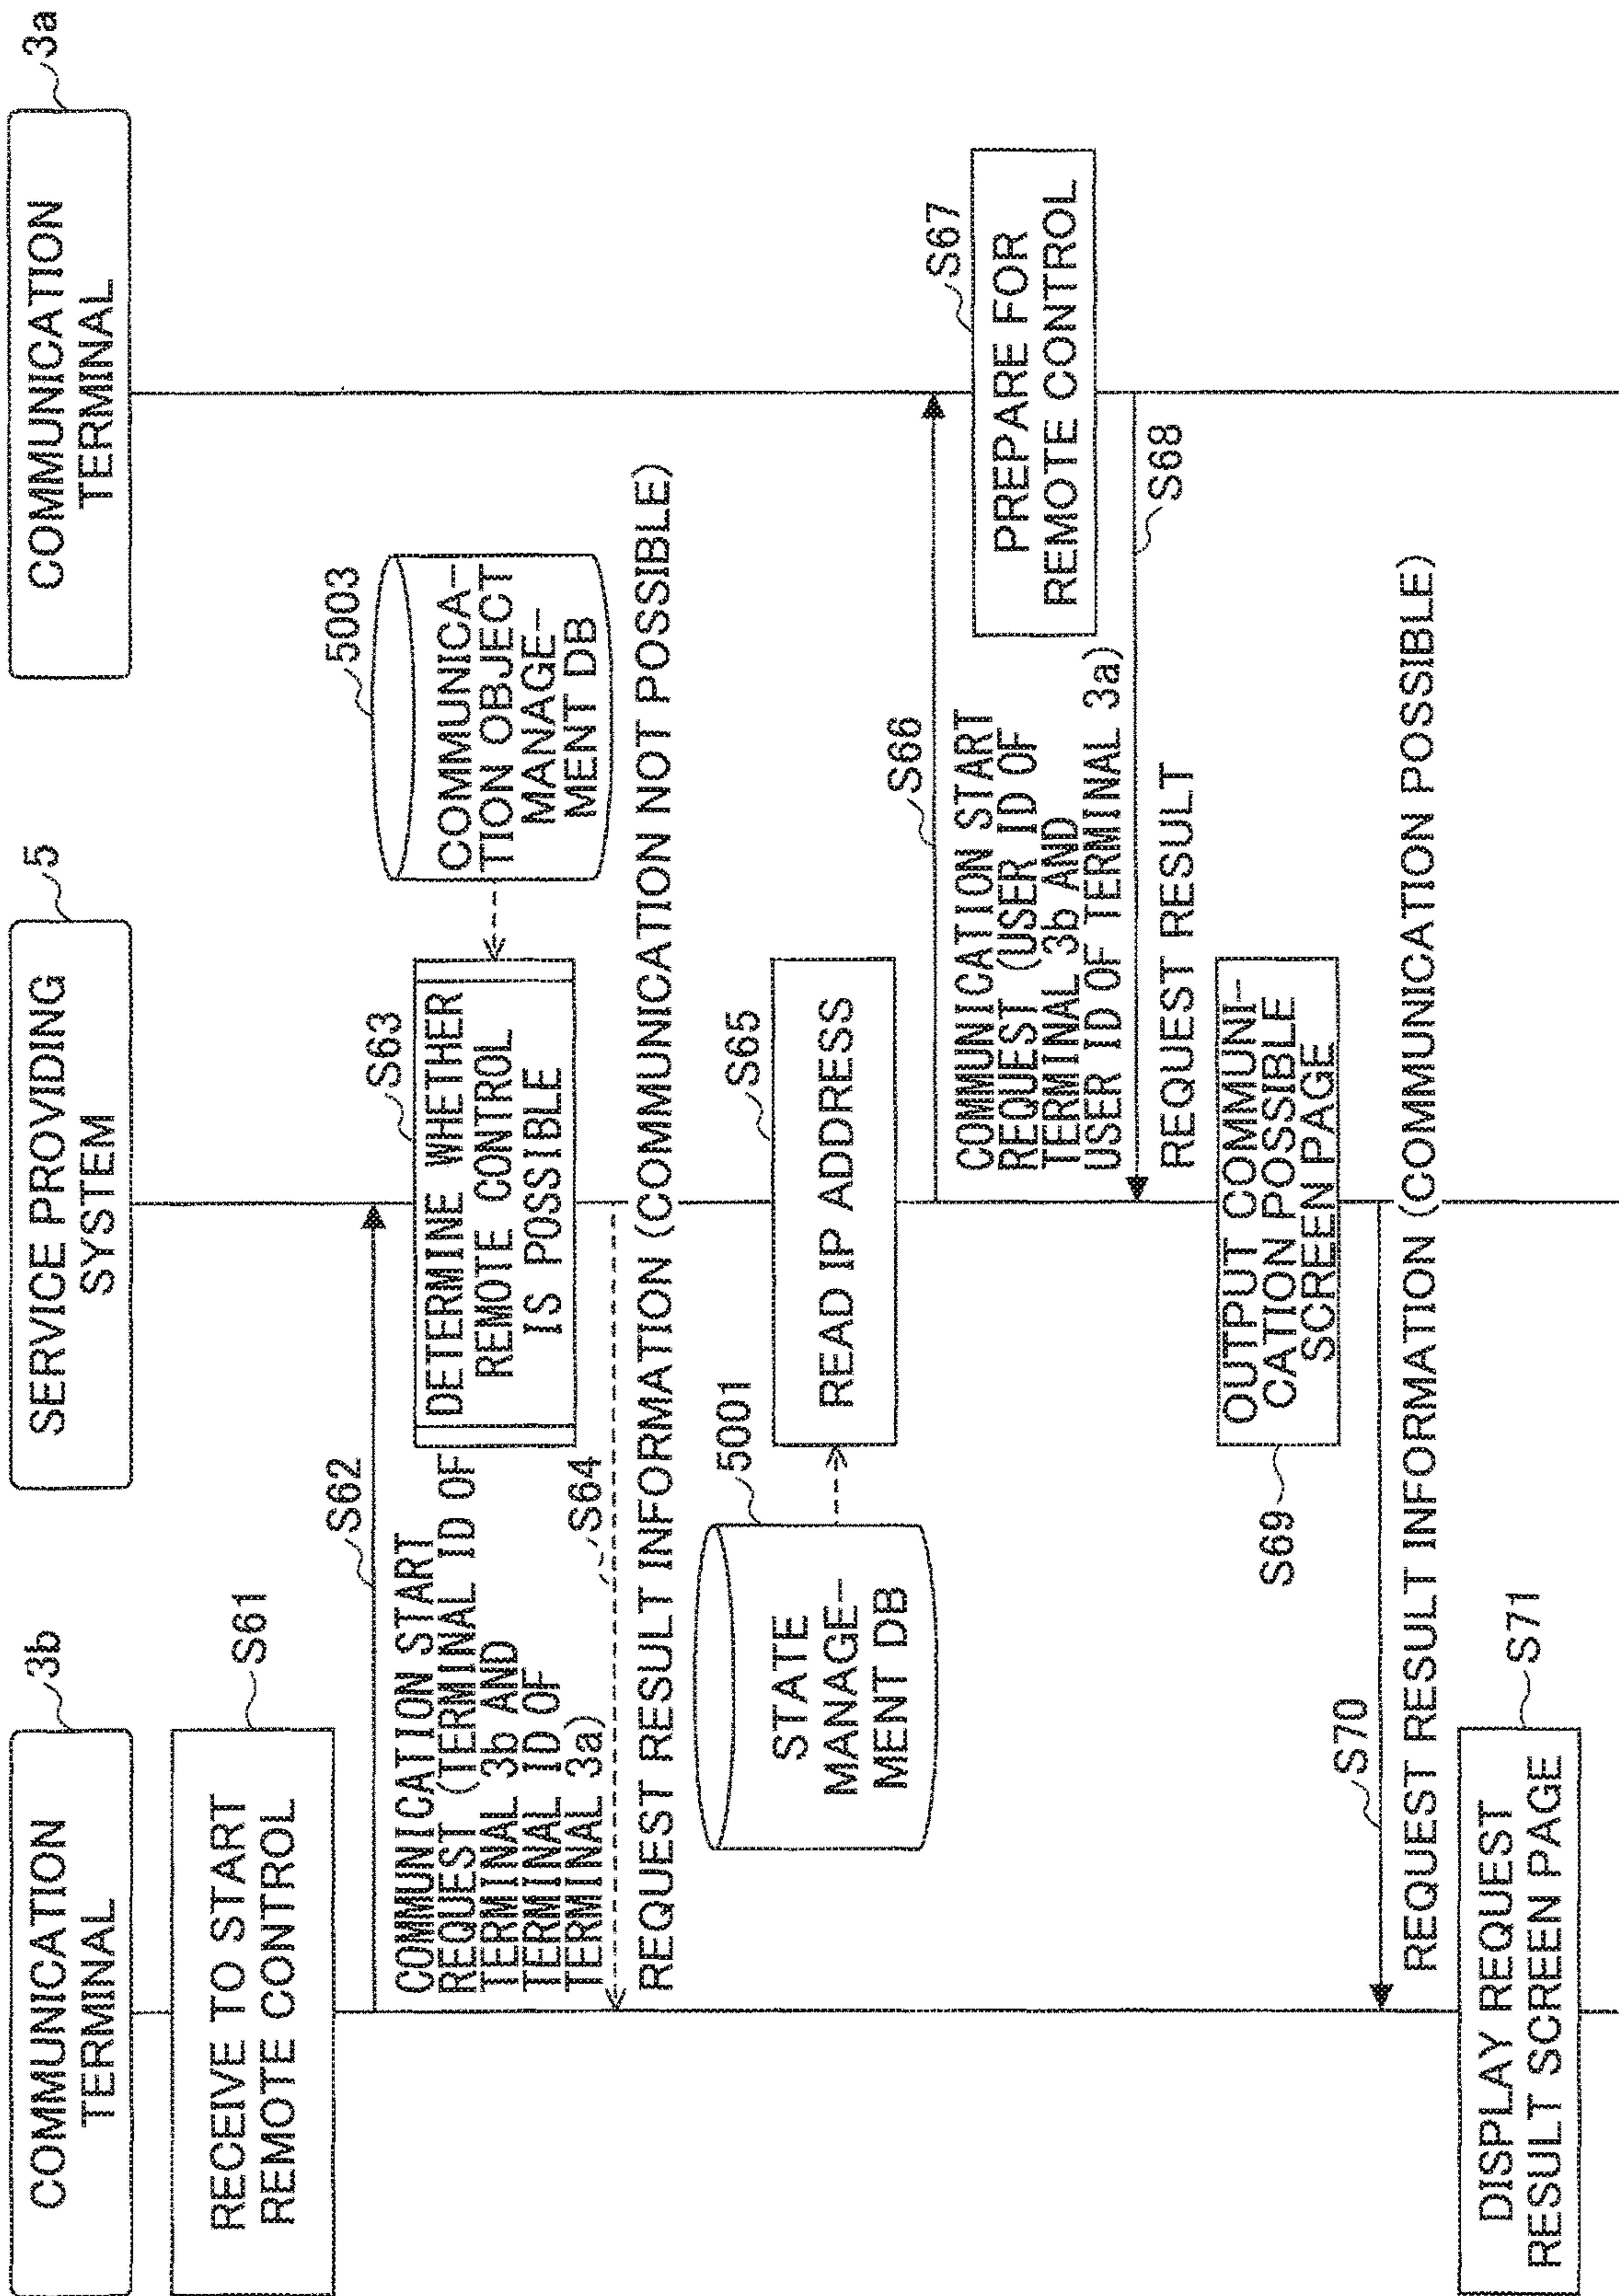 COMMUNICATION
TERMINAL
3b
SERVICE PROVIDING
SYSTEM
5
COMMUNICATION
TERMINAL
3a
RECEIVE TO START
REMOTE CONTROL
S61
S62
COMMUNICATION START
REQUEST (TERMINAL ID OF
TERMINAL 3b AND
TERMINAL ID OF
TERMINAL 3a)
DETERMINE WHETHER
REMOTE CONTROL
IS POSSIBLE
S63
COMMUNICA-
TION OBJECT
MANAGE-
MENT DB
5003
S64
REQUEST RESULT INFORMATION (COMMUNICATION NOT POSSIBLE)
STATE
MANAGE-
MENT DB
5001
READ IP ADDRESS
S65
S66
COMMUNICATION START
REQUEST (USER ID OF
TERMINAL 3b AND
USER ID OF TERMINAL 3a)
PREPARE FOR
REMOTE CONTROL
S67
S68
REQUEST RESULT
OUTPUT COMMUNI-
CATION POSSIBLE
SCREEN PAGE
S69
S70
REQUEST RESULT INFORMATION (COMMUNICATION POSSIBLE)
DISPLAY REQUEST
RESULT SCREEN PAGE
S71